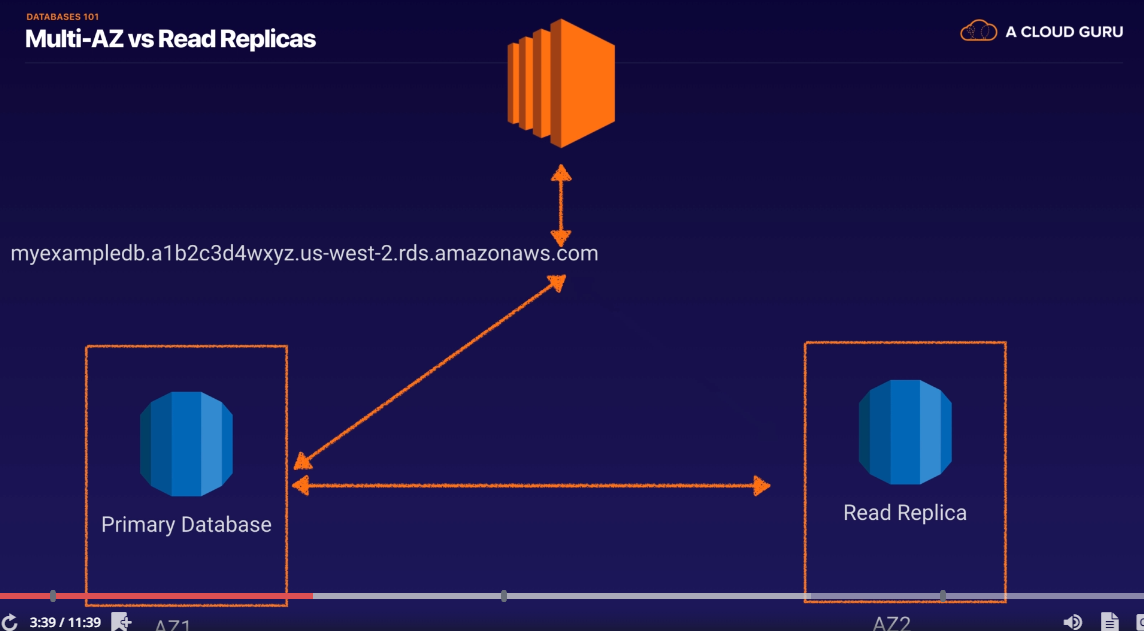 DATABASES 101
Multi-AZ vs Read Replicas
A CLOUD GURU
myexampledb.a1b2c3d4wxyz.us-west-2.rds.amazonaws.com
Primary Database
Read Replica
3:39 / 11:39
AZ1
AZ2